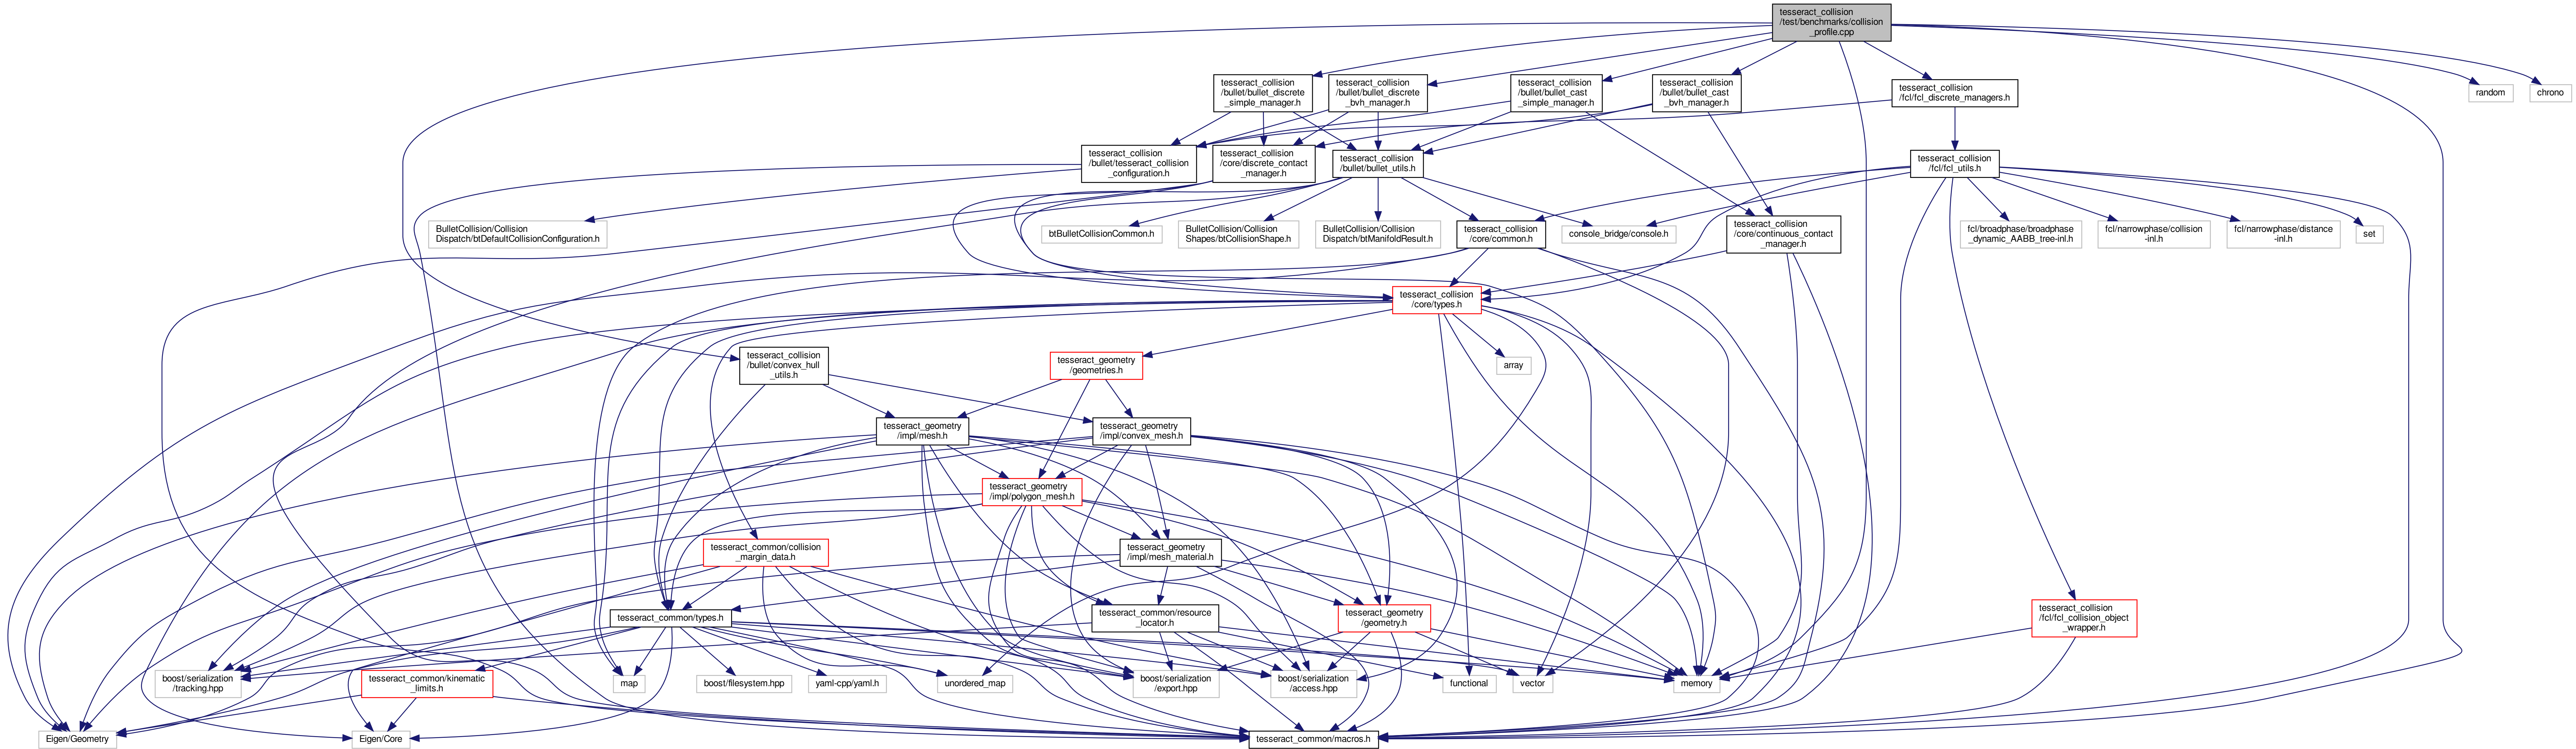 tesseract_collision
/test/benchmarks/collision
_profile.cpp
tesseract_collision
/bullet/bullet_discrete
_simple_manager.h
tesseract_collision
/bullet/bullet_discrete
_bvh_manager.h
tesseract_collision
/bullet/bullet_cast
_simple_manager.h
tesseract_collision
/bullet/bullet_cast
_bvh_manager.h
tesseract_collision
/fcl/fcl_discrete_managers.h
random
chrono
tesseract_collision
/bullet/tesseract_collision
_configuration.h
tesseract_collision
/core/discrete_contact
_manager.h
tesseract_collision
/bullet/bullet_utils.h
tesseract_collision
/fcl/fcl_utils.h
BulletCollision/Collision
Dispatch/btDefaultCollisionConfiguration.h
btBulletCollisionCommon.h
BulletCollision/Collision
Shapes/btCollisionShape.h
BulletCollision/Collision
Dispatch/btManifoldResult.h
tesseract_collision
/core/common.h
console_bridge/console.h
tesseract_collision
/core/continuous_contact
_manager.h
fcl/broadphase/broadphase
_dynamic_AABB_tree-inl.h
fcl/narrowphase/collision
-inl.h
fcl/narrowphase/distance
-inl.h
set
tesseract_collision
/core/types.h
tesseract_collision
/bullet/convex_hull
_utils.h
tesseract_geometry
/geometries.h
array
tesseract_geometry
/impl/mesh.h
tesseract_geometry
/impl/convex_mesh.h
tesseract_geometry
/impl/polygon_mesh.h
tesseract_common/collision
_margin_data.h
tesseract_geometry
/impl/mesh_material.h
tesseract_common/types.h
tesseract_common/resource
_locator.h
tesseract_geometry
/geometry.h
tesseract_collision
/fcl/fcl_collision_object
_wrapper.h
boost/serialization
/tracking.hpp
tesseract_common/kinematic
_limits.h
map
boost/filesystem.hpp
yaml-cpp/yaml.h
unordered_map
boost/serialization
/export.hpp
boost/serialization
/access.hpp
functional
vector
memory
Eigen/Geometry
Eigen/Core
tesseract_common/macros.h